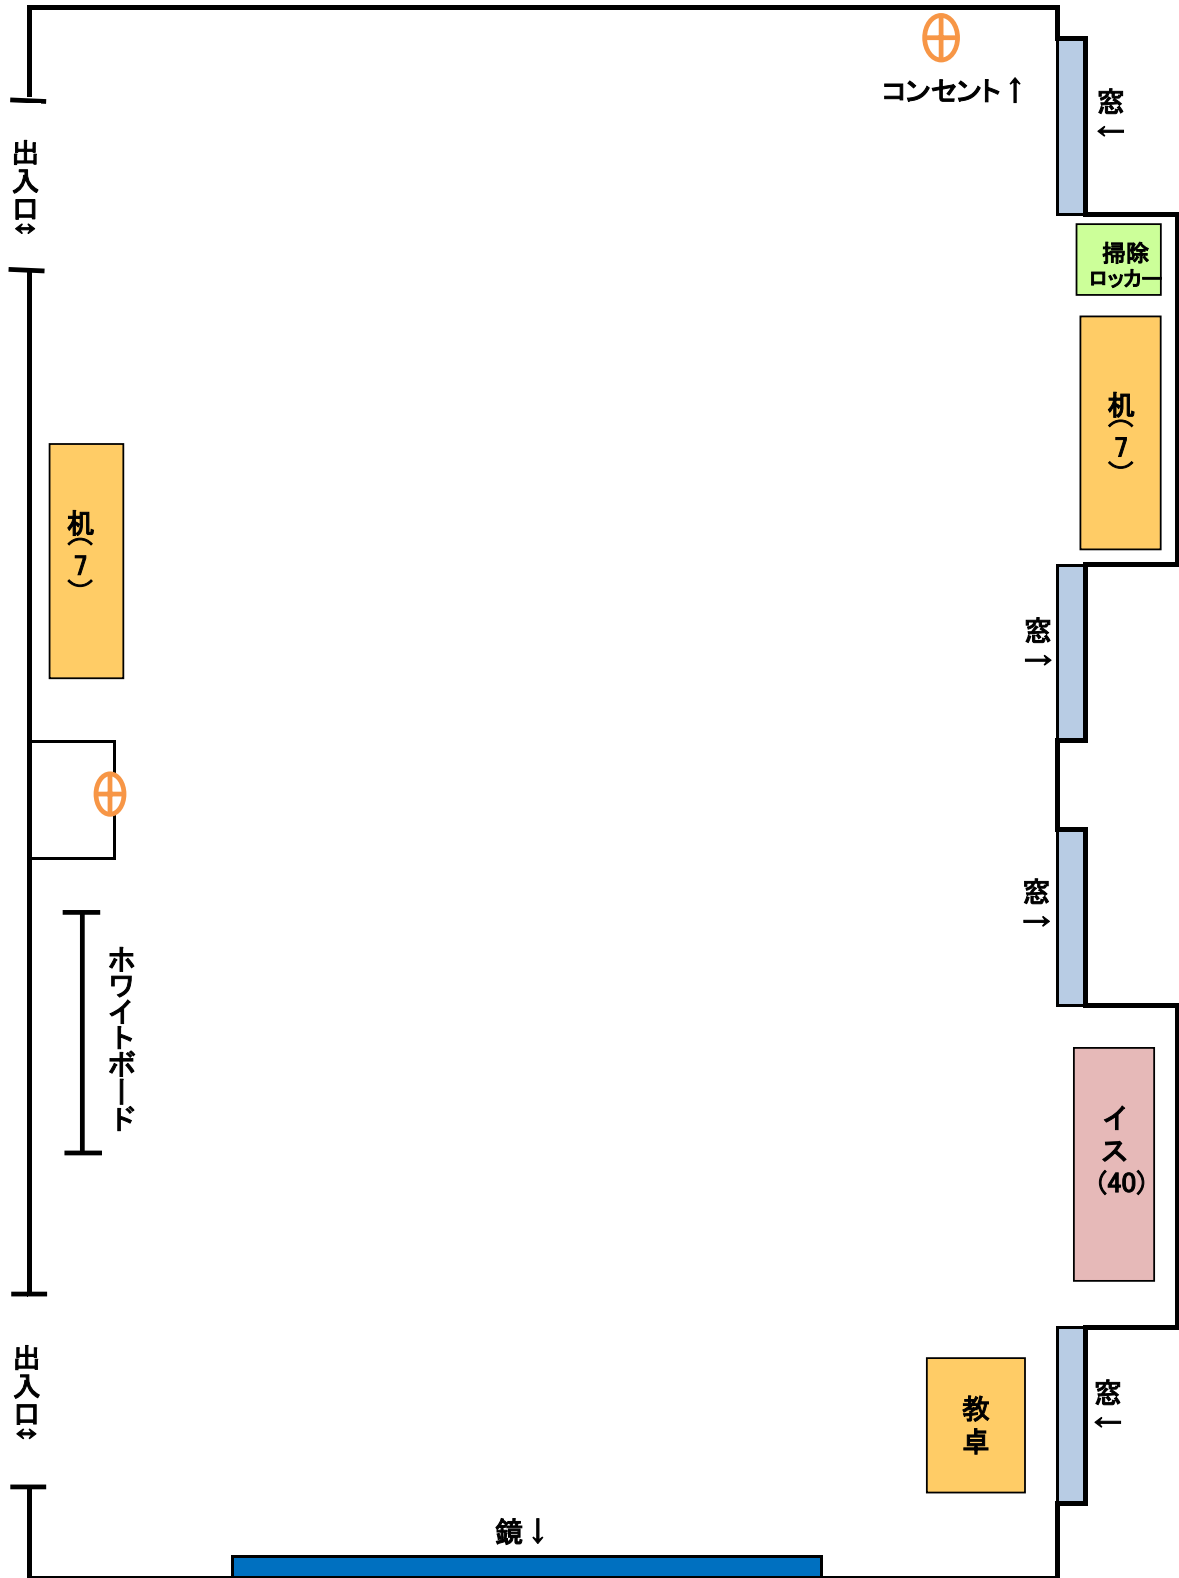 コンセント↑
窓
←
出入口
↔
掃除
ロッカー
机(7)
机(7)
窓
→
窓
→
ホワイトボード
イス
(40)
出入口
↔
教卓
窓
←
鏡↓